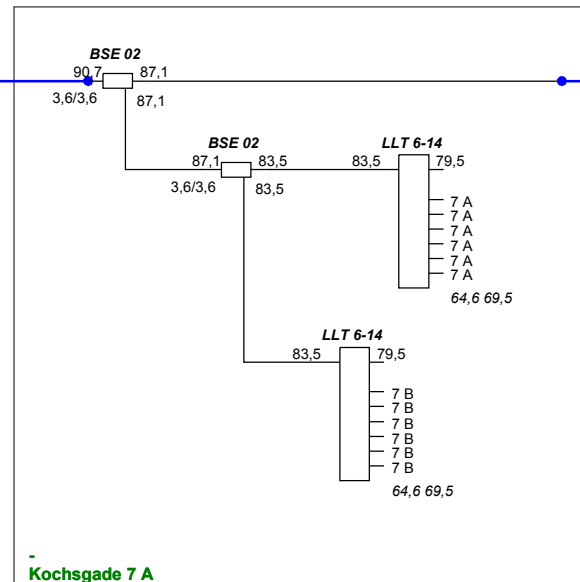 BSE 02
90,7 87,1
3,6/3,6 87,1
BSE 02 LLT 6-14
87,1 83,5 83,5 79,5
3,6/3,6 83,5
7 A
7 A
7 A
7 A
7 A
7 A
64,6 69,5
LLT 6-14
83,5 79,5
7 B
7 B
7 B
7 B
7 B
7 B
64,6 69,5
-
Kochsgade 7 A